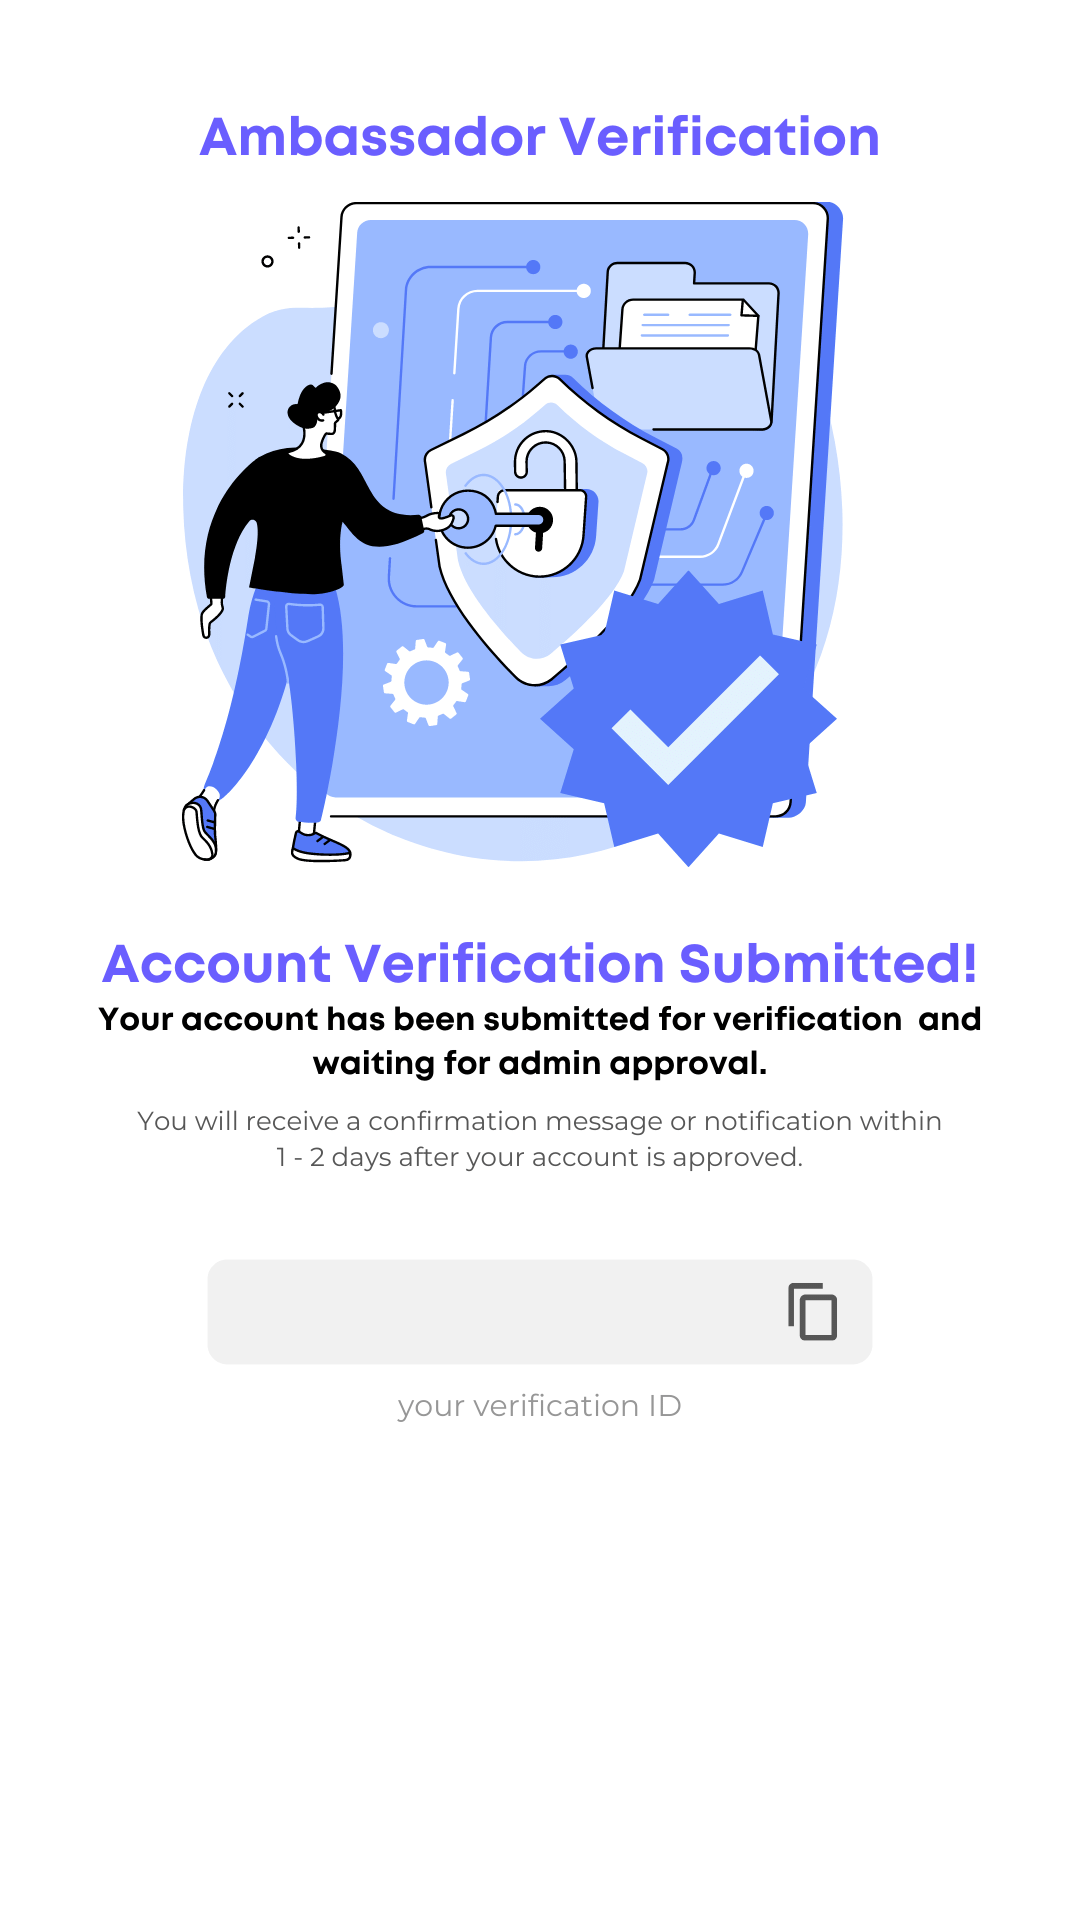 Ambassador Verification
Account Verification Submitted!
Your account has been submitted for verification  and
waiting for admin approval.
You will receive a confirmation message or notification within
1 - 2 days after your account is approved.
your verification ID